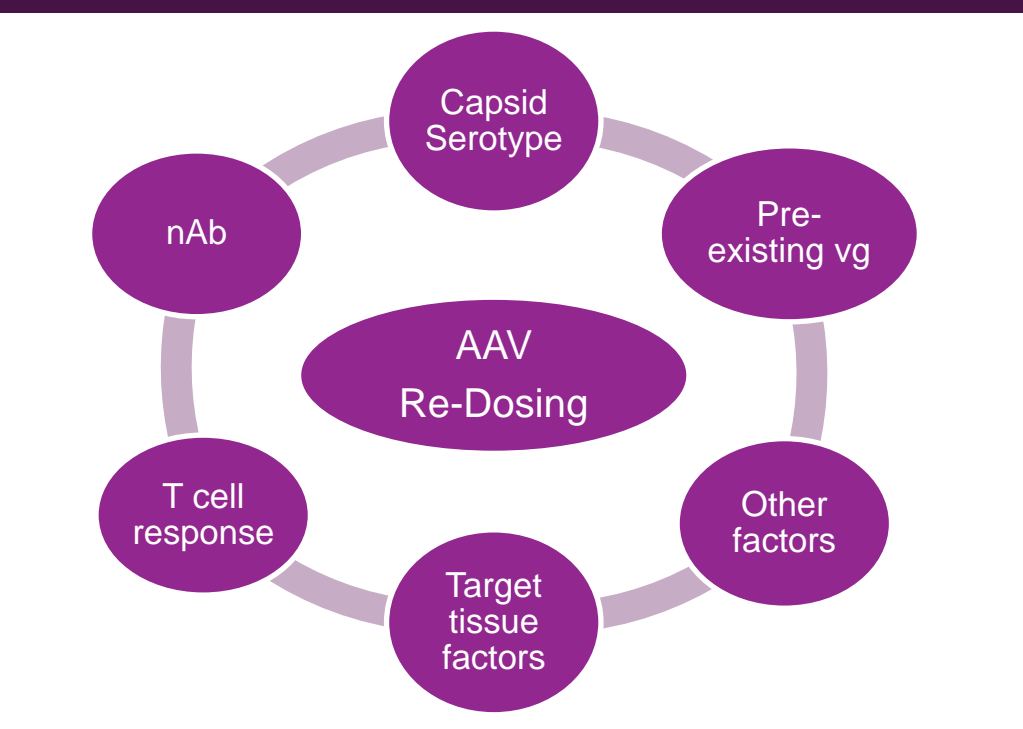 Capsid
Serotype
Pre-
existing vg
nAb
AAV
Re-Dosing
T cell
response
Other
factors
Target
tissue
factors